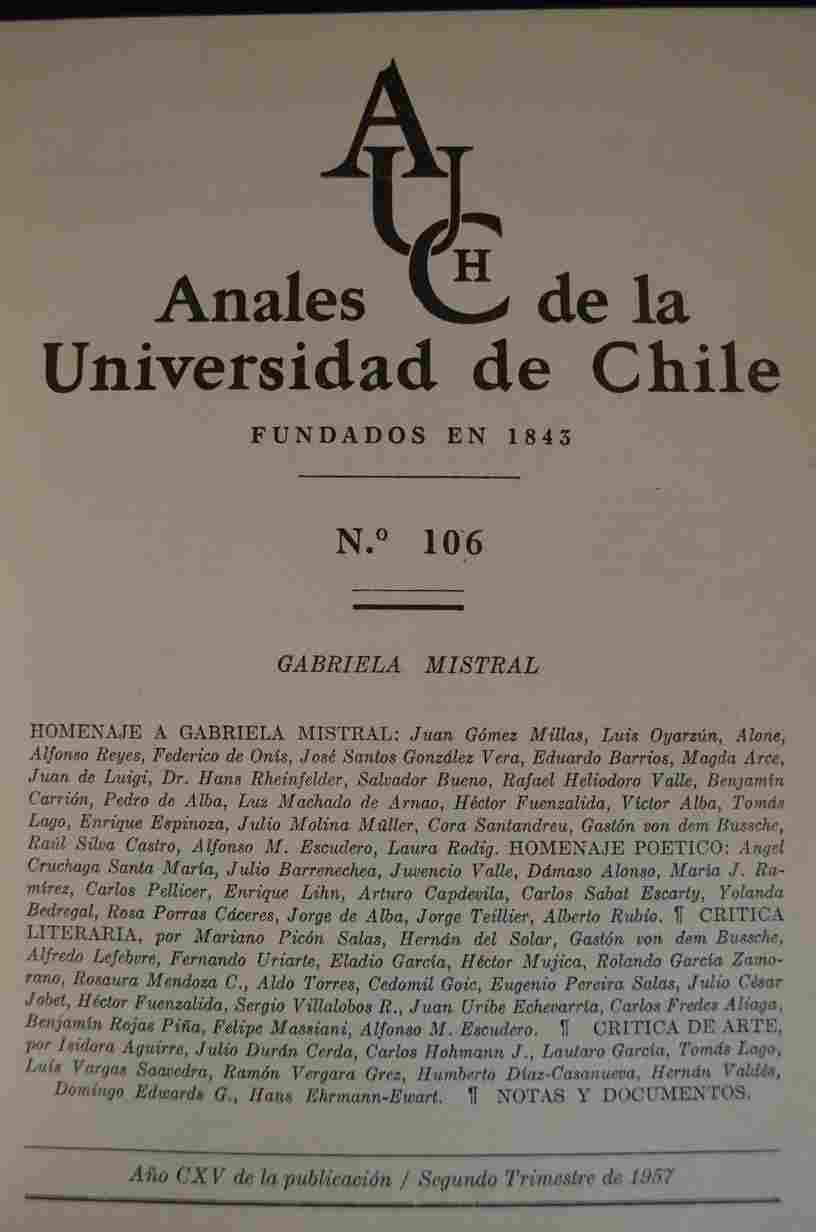 AUCH
Anales de la
Universidad de Chile
FUNDADOS EN 1843
N.º 106
GABRIELA MISTRAL
HOMENAJE A GABRIELA MISTRAL: Juan Gómez Millas, Luis Oyarzún, Alone,
Alfonso Reyes, Federico de Onís, José Santos González Vera, Eduardo Barrios, Magda Arce,
Juan de Luigi, Dr. Hans Rheinfelder, Salvador Bueno, Rafael Heliodoro Valle, Benjamín
Carrión, Pedro de Alba, Luz Machado de Arnao, Héctor Fuenzalida, Víctor Alba, Tomás
Lago, Enrique Espinoza, Julio Molina Müller, Cora Santandreu, Gastón von dem Bussche,
Raúl Silva Castro, Alfonso M. Escudero, Laura Rodig. HOMENAJE POETICO: Angel
Cruchaga Santa María, Julio Barrenechea, Juvencio Valle, Dámaso Alonso, María J. Ra-
mírez, Carlos Pellicer, Enrique Lihn, Arturo Capdevila, Carlos Sabat Escarty, Yolanda
Bedregal, Rosa Porras Cáceres, Jorge de Alba, Jorge Teillier, Alberto Rubio. ¶ CRITICA
LITERARIA, por Mariano Picón Salas, Hernán del Solar, Gastón von dem Bussche,
Alfredo Lefebvre, Fernando Uriarte, Eladio García, Héctor Mujica, Rolando García Zamo-
rano, Rosaura Mendoza C., Aldo Torres, Cedomil Goic, Eugenio Pereira Salas, Julio César
Jobet, Héctor Fuenzalida, Sergio Villalobos R., Juan Uribe Echevarría, Carlos Fredes Aliaga,
Benjamín Rojas Piña, Felipe Massiani, Alfonso M. Escudero. ¶ CRITICA DE ARTE,
por Isidora Aguirre, Julio Durán Cerda, Carlos Hohmann J., Lautaro García, Tomás Lago,
Luis Vargas Saavedra, Ramón Vergara Grez, Humberto Díaz-Casanueva, Hernán Valdés,
Domingo Edwards G., Hans Ehrmann-Ewart. ¶ NOTAS Y DOCUMENTOS.
Año CXV de la publicación / Segundo Trimestre de 1957